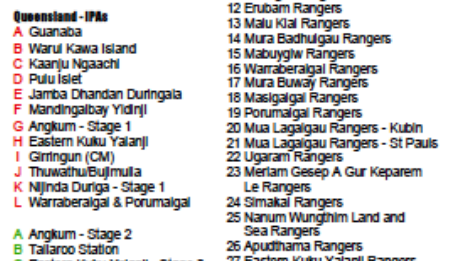 Queensland - IPAs
A Guanaba
B Warul Kawa Island
C Kaanju Ngaachi
D Pulu Islet
E Jamba Dhandan Duringala
F Mandingalbay Yidinji
G Angkum - Stage 1
H Eastern Kuku Yalanji
I Girringun (CM)
J Thuwathu/Bujimulla
K Nijinda Durlga - Stage 1
L Warraberalgal & Porumalgal
A Angkum - Stage 2
B Tallaroo Station
12 Erubam Rangers
13 Malu Kiai Rangers
14 Mura Badhulgau Rangers
15 Mabuygiw Rangers
16 Warraberalgal Rangers
17 Mura Buway Rangers
18 Masigalgal Rangers
19 Porumalgal Rangers
20 Mua Lagalgau Rangers - Kubin
21 Mua Lagalgau Rangers - St Pauls
22 Ugaram Rangers
23 Meriam Gesep A Gur Keparem
Le Rangers
24 Simakal Rangers
25 Nanum Wungthim Land and
Sea Rangers
26 Apudthama Rangers
27 Eastern Kuku Yalanji Rangers